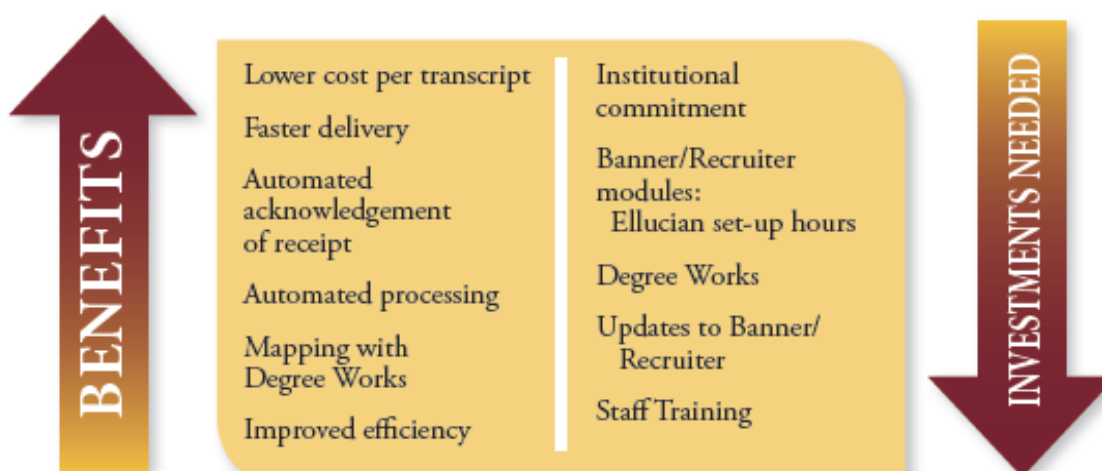 BENEFITS
Lower cost per transcript
Faster delivery
Automated
acknowledgement
of receipt
Automated processing
Mapping with
Degree Works
Improved efficiency
Institutional
commitment
Banner/Recruiter
modules:
Ellucian set-up hours
Degree Works
Updates to Banner/
Recruiter
Staff Training
INVESTMENTS NEEDED